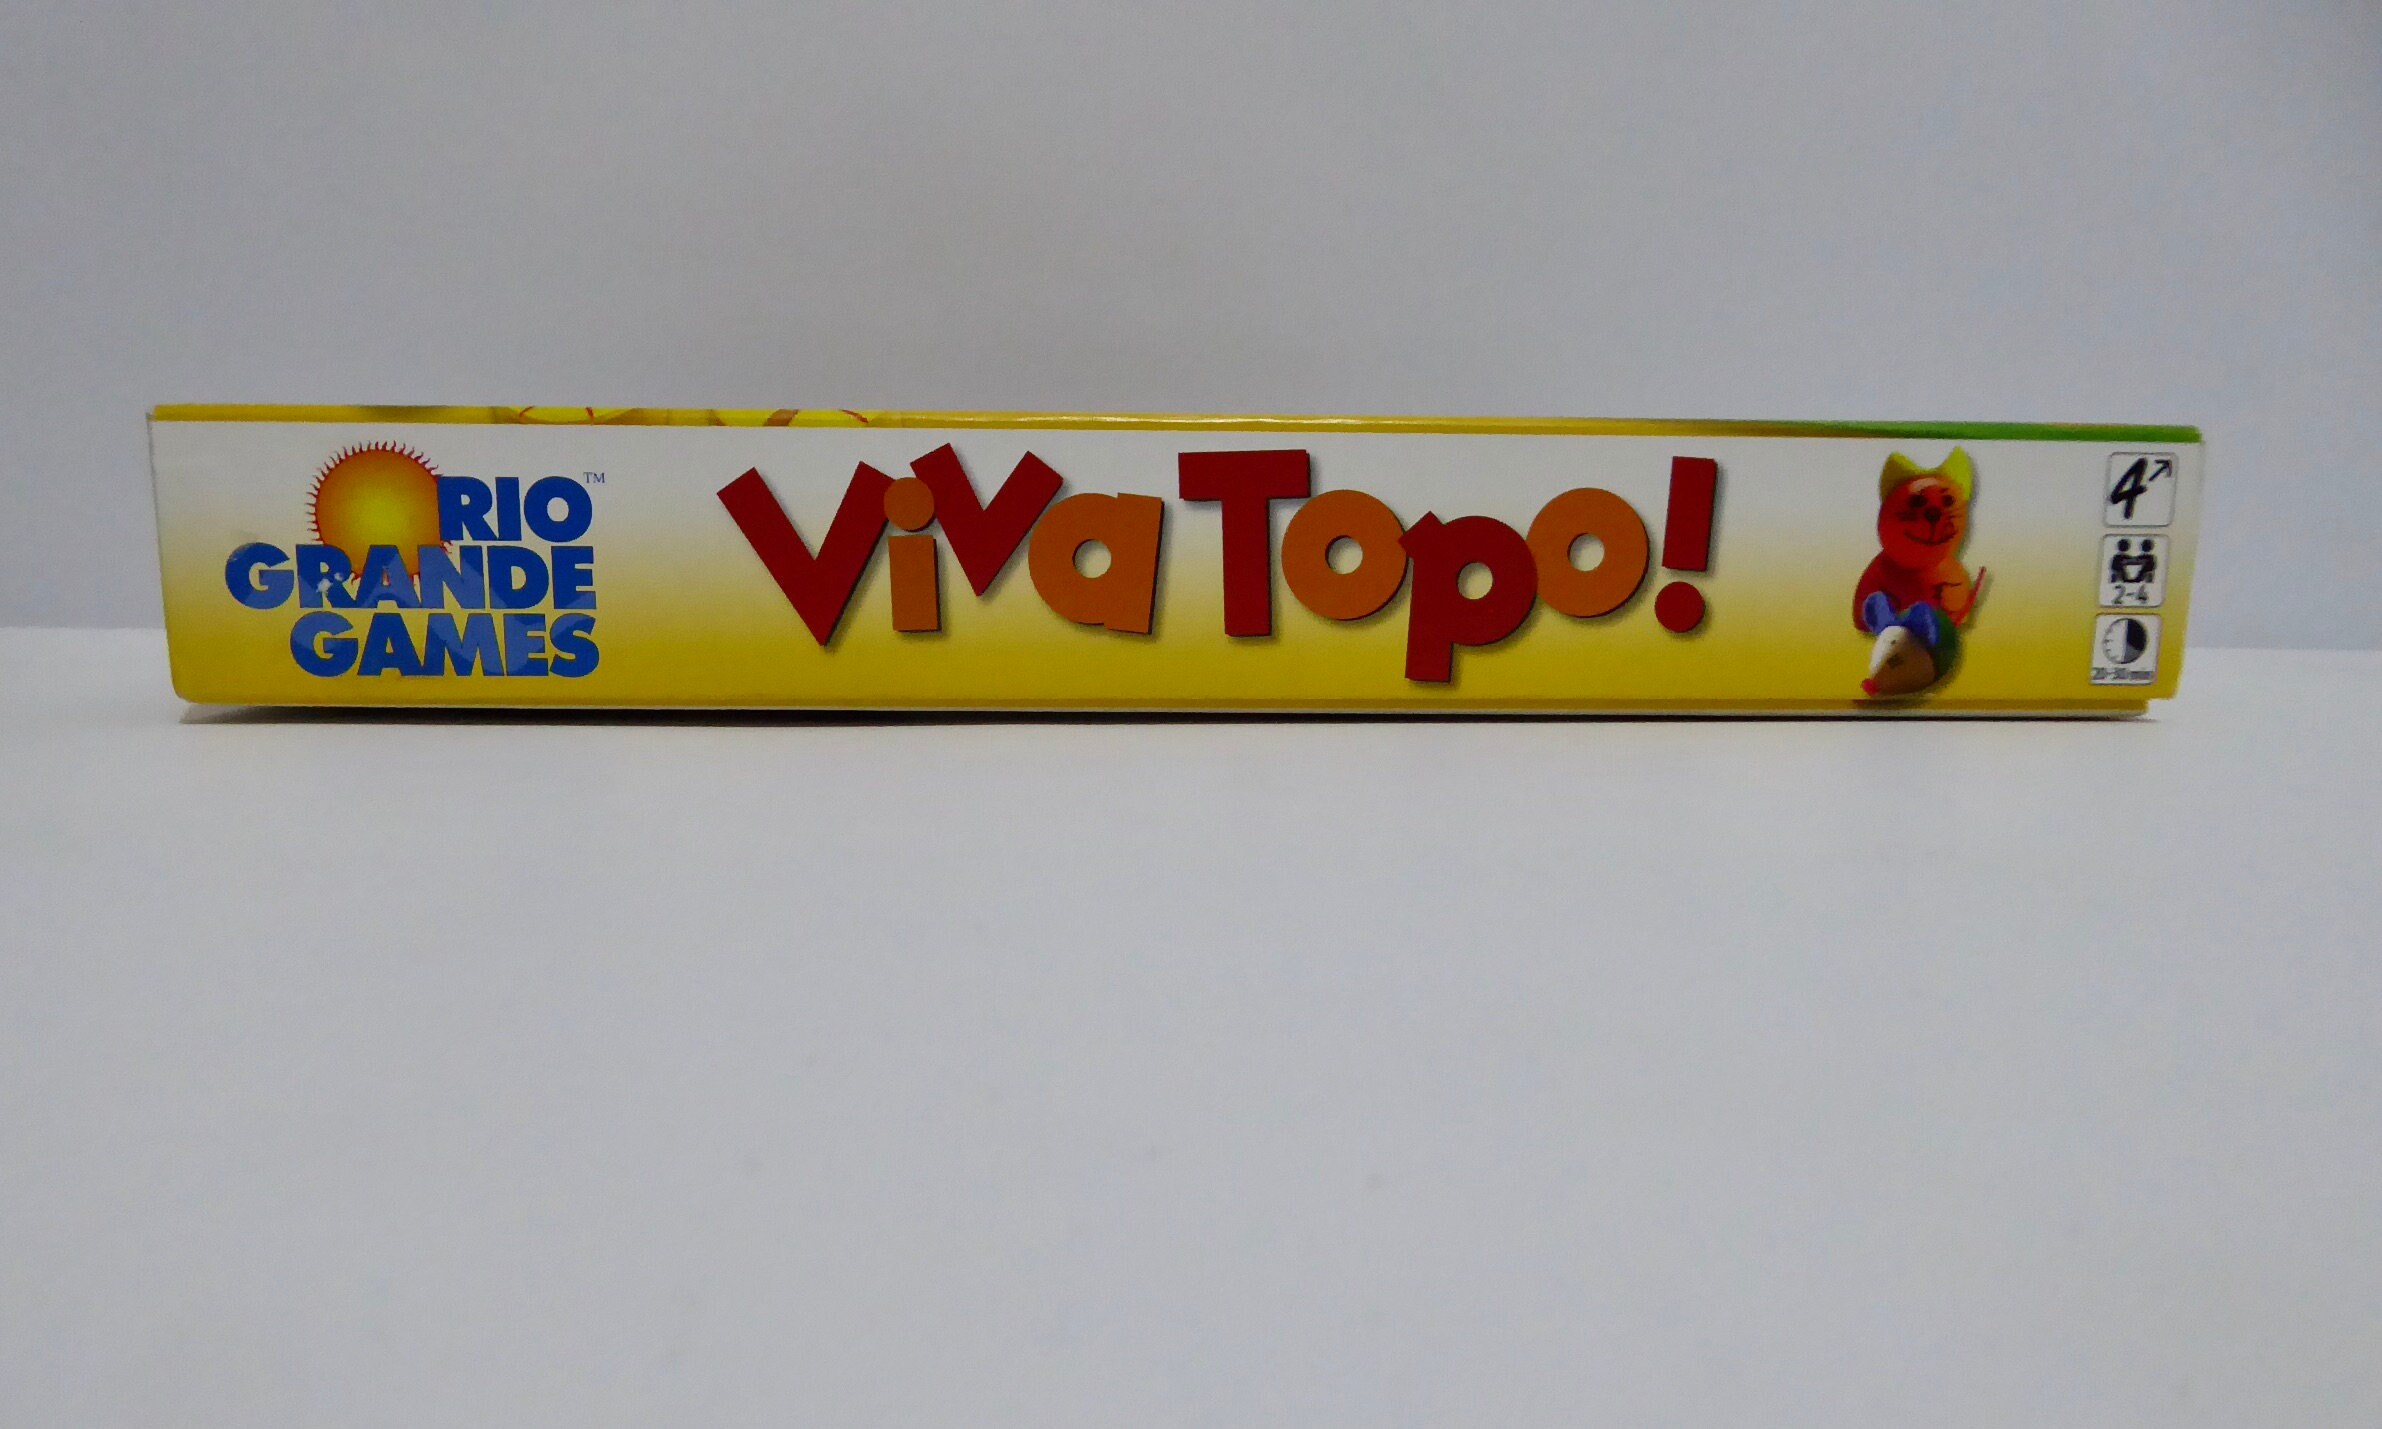 RIO™
GRANDE
GAMES
Viva Topo!
4
2-4
20-30 min